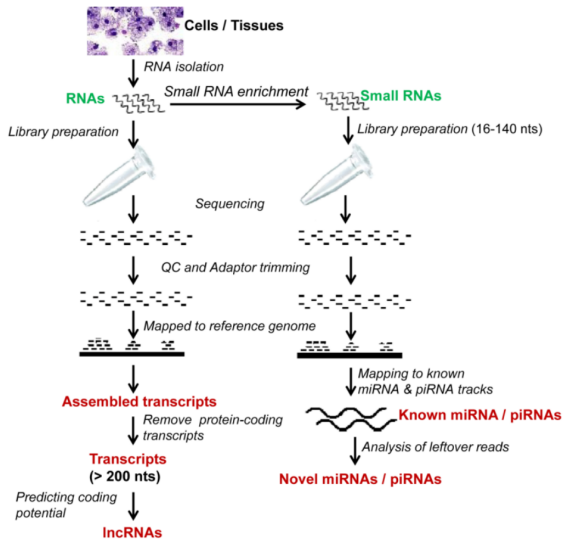 Cells / Tissues
RNA isolation
RNAs
Small RNA enrichment
Small RNAs
Library preparation
Library preparation (16-140 nts)
Sequencing
QC and Adaptor trimming
Mapped to reference genome
Mapping to known
miRNA & piRNA tracks
Assembled transcripts
Known miRNA / piRNAs
Remove protein-coding
transcripts
Analysis of leftover reads
Transcripts
(> 200 nts)
Novel miRNAs / piRNAs
Predicting coding
potential
lncRNAs